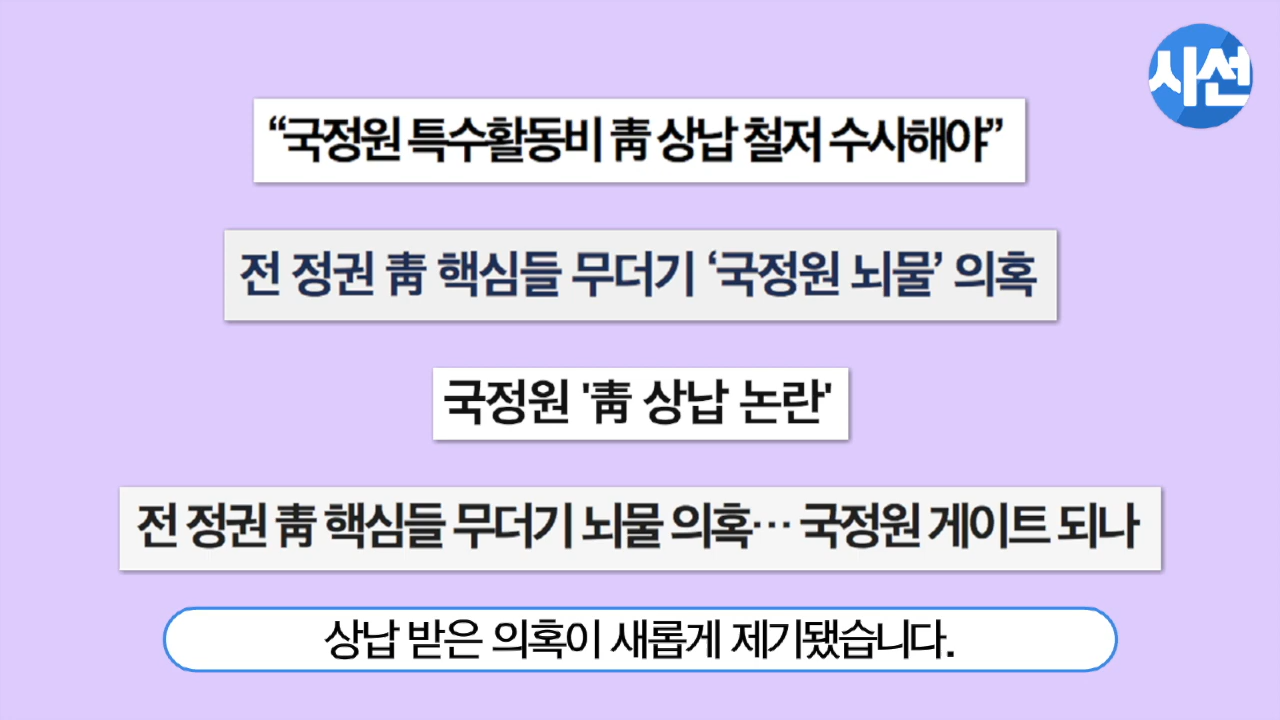 시선
“국정원 특수활동비 靑 상납 철저 수사해야”
전 정권 靑 핵심들 무더기 ‘국정원 뇌물’ 의혹
국정원 '靑 상납 논란'
전 정권 靑 핵심들 무더기 뇌물 의혹… 국정원 게이트 되나
상납 받은 의혹이 새롭게 제기됐습니다.